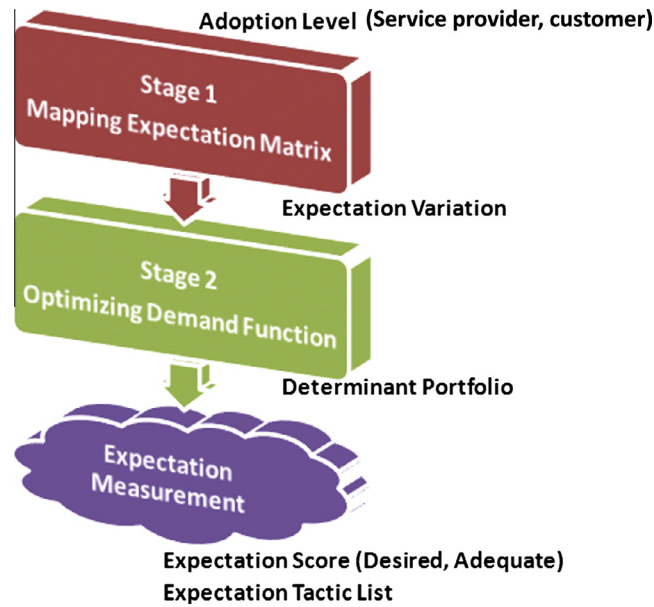 Adoption Level (Service provider, customer)
Stage 1
Mapping Expectation Matrix
Expectation Variation
Stage 2
Optimizing Demand Function
Determinant Portfolio
Expectation
Measurement
Expectation Score (Desired, Adequate)
Expectation Tactic List